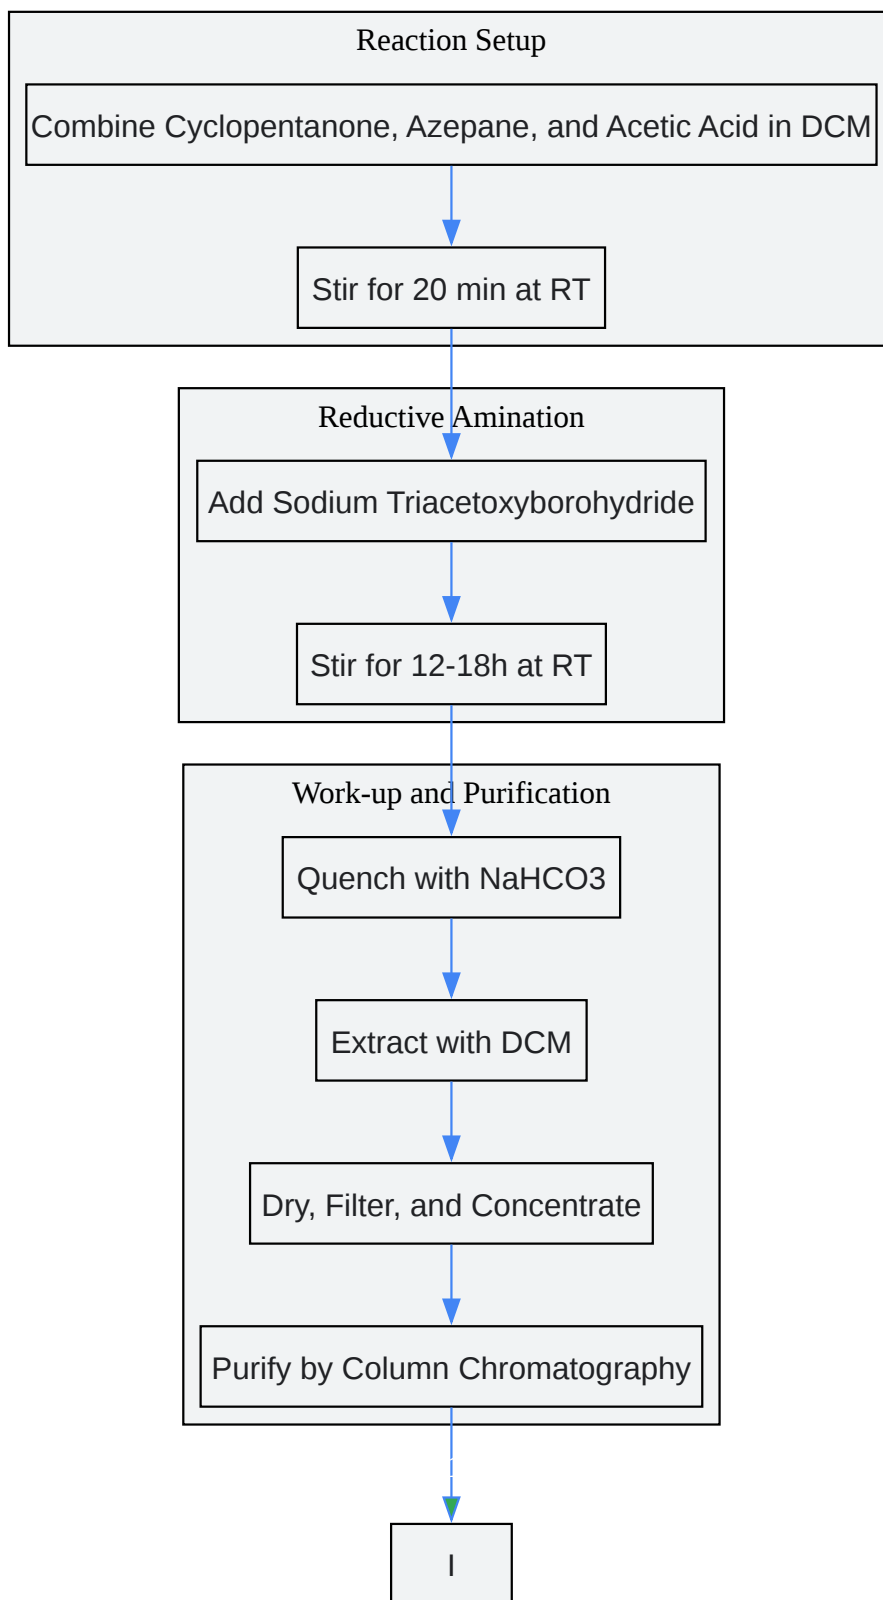 Reaction Setup
Combine Cyclopentanone, Azepane, and Acetic Acid in DCM
Stir for 20 min at RT
Reductive Amination
Add Sodium Triacetoxyborohydride
Stir for 12-18h at RT
Work-up and Purification
Quench with NaHCO3
Extract with DCM
Dry, Filter, and Concentrate
Purify by Column Chromatography
I